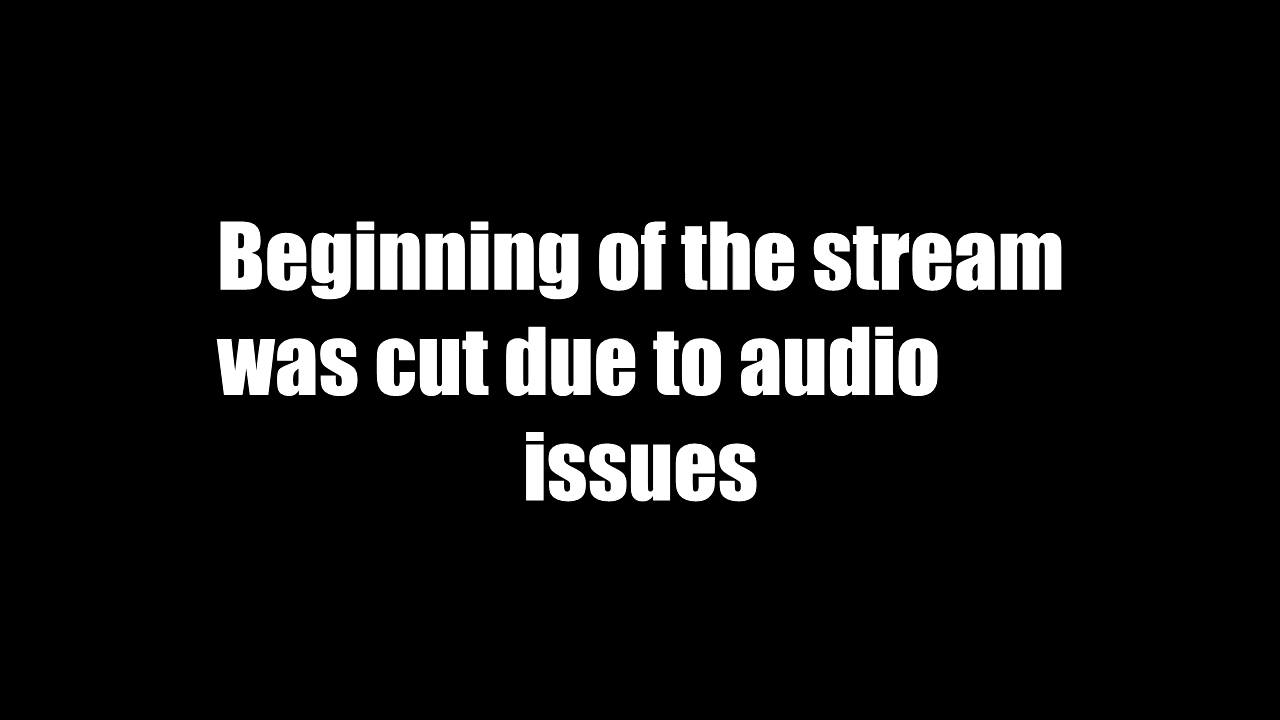 Beginning of the stream
was cut due to audio
issues